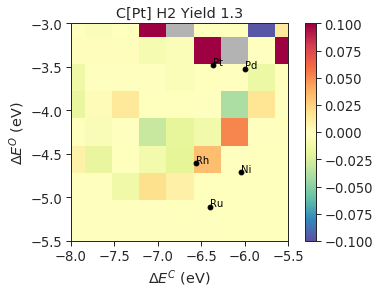 C[Pt] H2 Yield 1.3
−3.0
−3.5
−4.0
−4.5
−5.0
−5.5
ΔE^O (eV)
Pt
Pd
Rh
Ni
Ru
−8.0 −7.5 −7.0 −6.5 −6.0 −5.5
ΔE^C (eV)
0.100
0.075
0.050
0.025
0.000
−0.025
−0.050
−0.075
−0.100